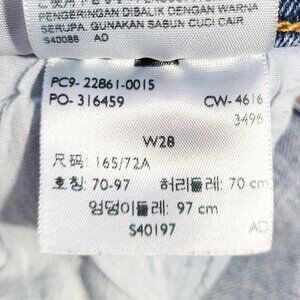 PENGERINGAN DIBALIK DENGAN WARNA
SERUPA. GUNAKAN SABUN CUCI CAIR
S40088 AD
PC9-22861-0015
PO-316459 CW-4616
3496
W28
尺码: 165/72A
호칭: 70-97 허리둘레: 70 cm
엉덩이둘레: 97 cm
S40197 AD